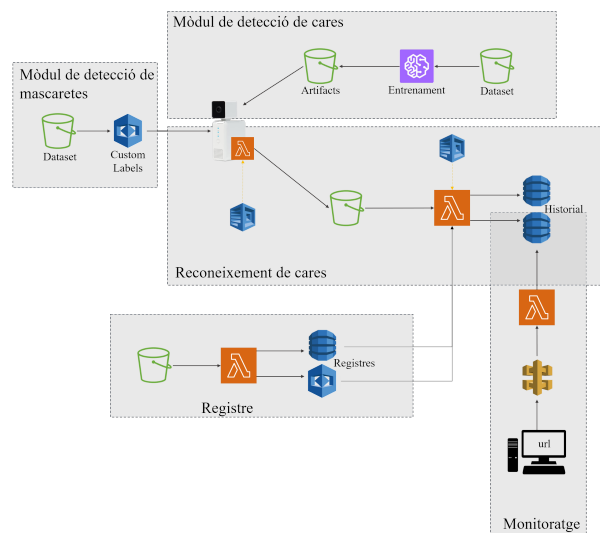 Mòdul de detecció de cares
Artifacts
Entrenament
Dataset
Mòdul de detecció de
mascaretes
Dataset
Custom
Labels
Historial
Reconeixement de cares
Registres
Registre
url
Monitoratge